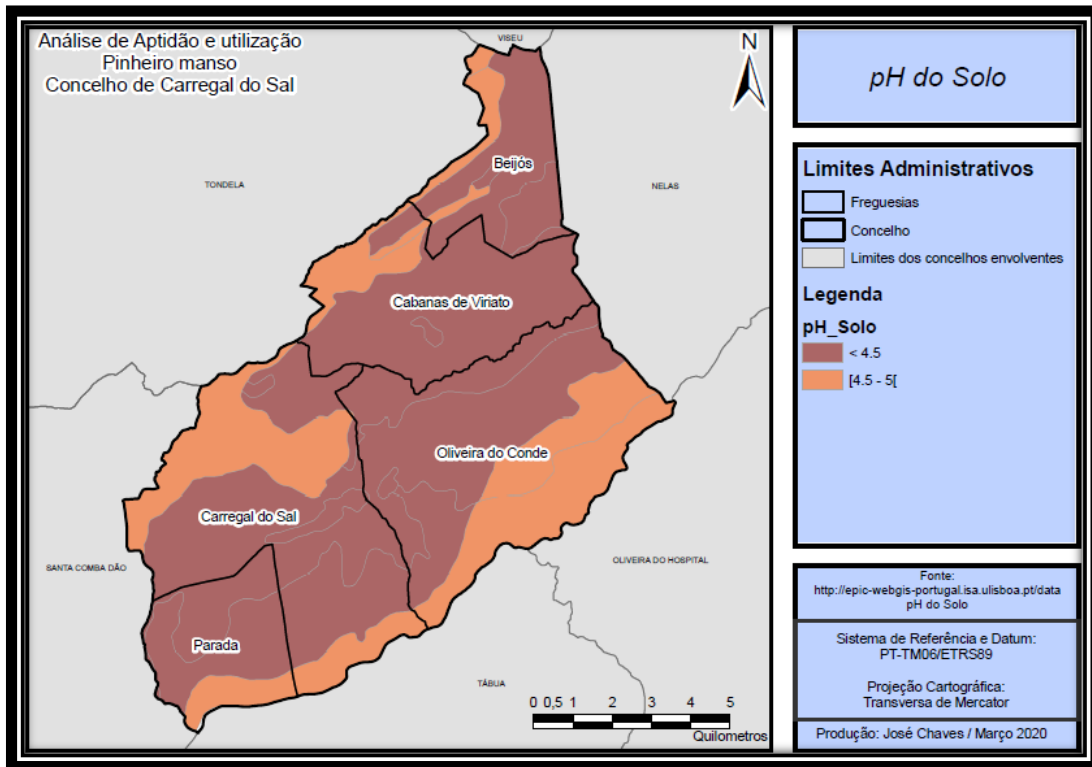 Análise de Aptidão e utilização
Pinheiro manso
Concelho de Carregal do Sal
VISEU
N
TONDELA
Beijós
NELAS
Cabanas de Viriato
Oliveira do Conde
Carregal do Sal
SANTA COMBA DÃO
OLIVEIRA DO HOSPITAL
Parada
TÁBUA
0 0,5 1 2 3 4 5
Quilometros
pH do Solo
Limites Administrativos
Freguesias
Concelho
Limites dos concelhos envolventes
Legenda
pH_Solo
< 4.5
[4.5 - 5[
Fonte:
http://epic-webgis-portugal.isa.ulisboa.pt/data
pH do Solo
Sistema de Referência e Datum:
PT-TM06/ETRS89
Projeção Cartográfica:
Transversa de Mercator
Produção: José Chaves / Março 2020